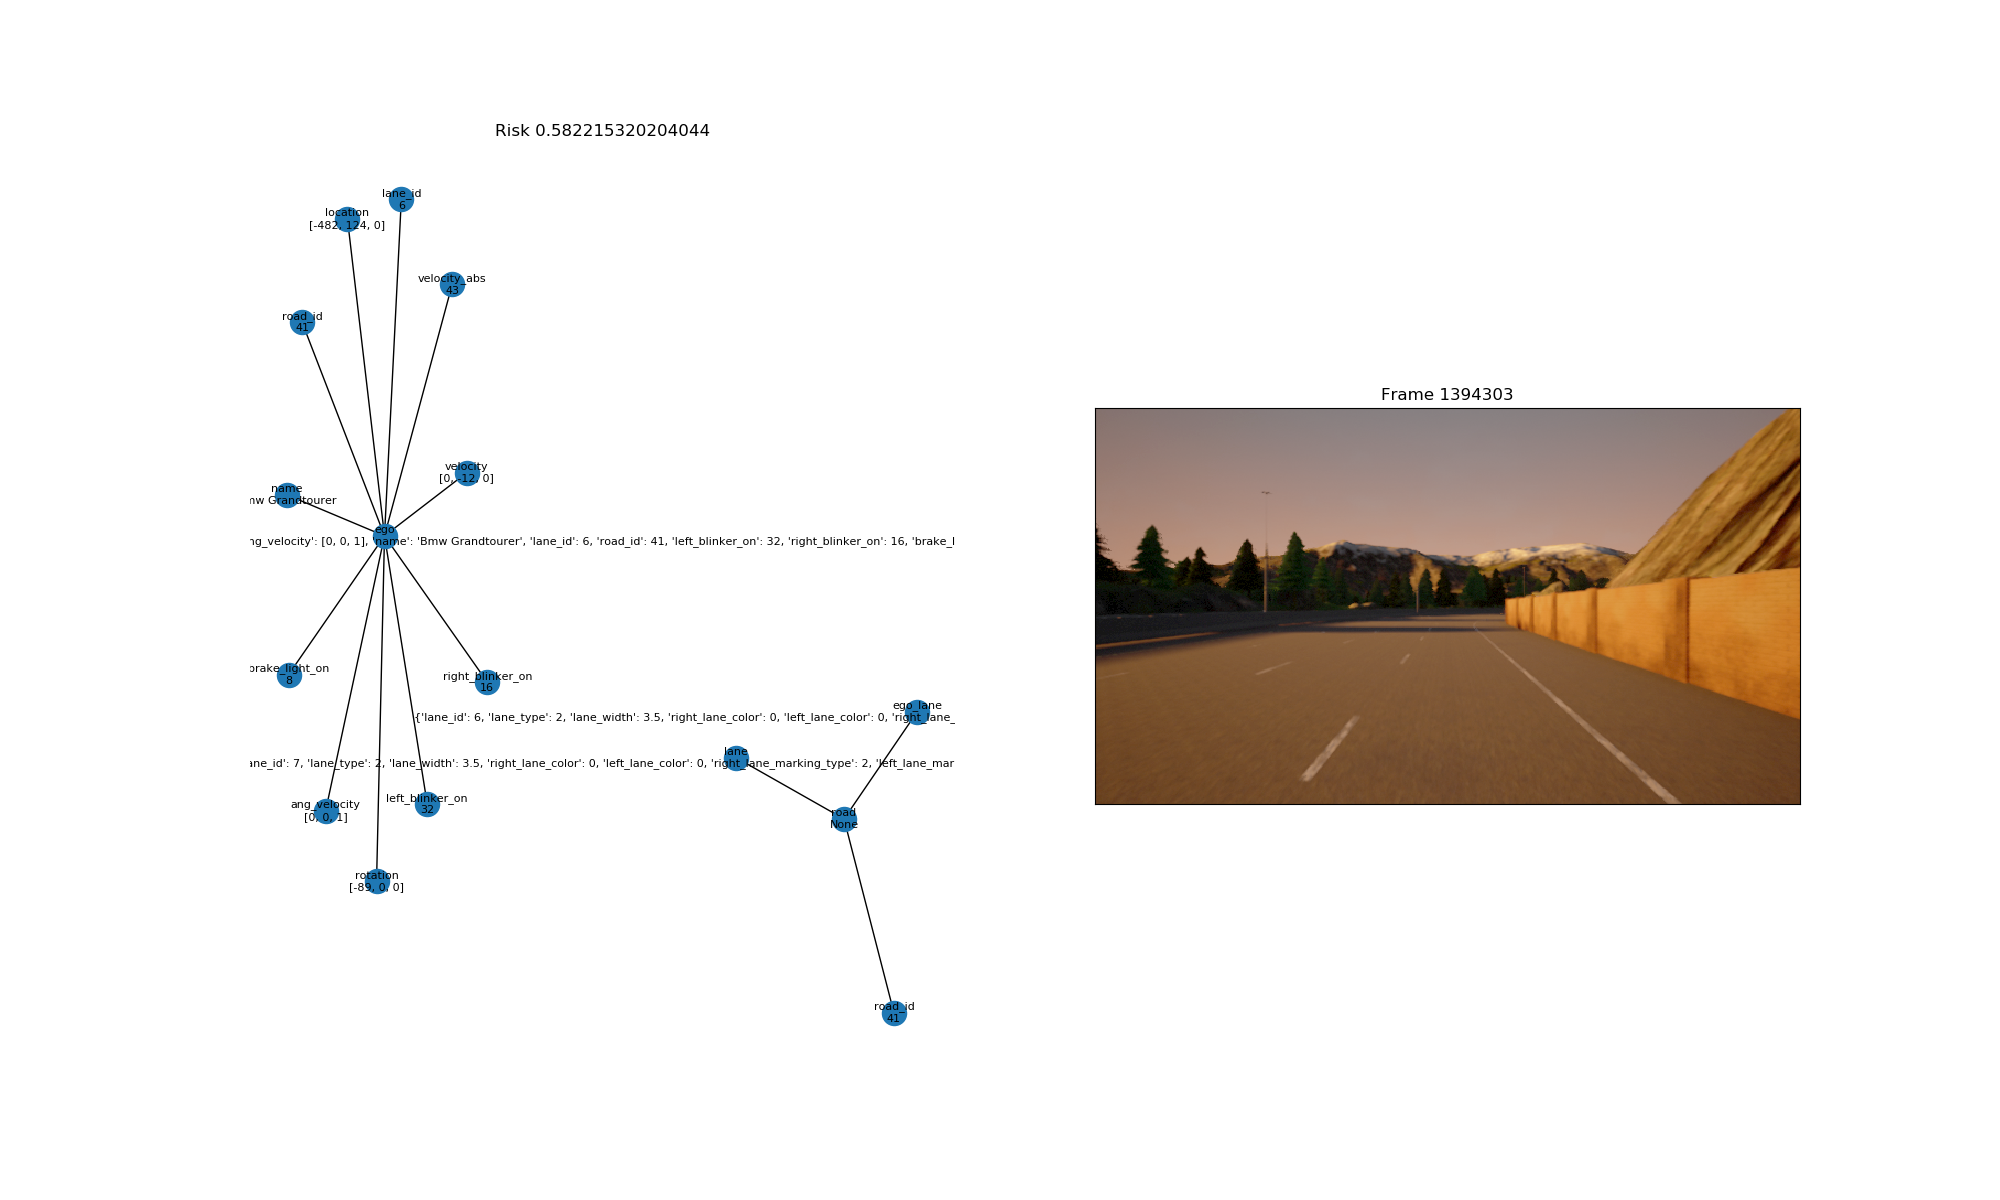 Risk 0.582215320204044
lane_id
6
location
[-482, 124, 0]
velocity_abs
43
road_id
41
velocity
[0, -12, 0]
name
Grandtourer
ego
[0, 0, 1], 'name': 'Bmw Grandtourer', 'lane_id': 6, 'road_id': 41, 'left_blinker_on': 32, 'right_blinker_on': 16,
brake_light_on
8
right_blinker_on
16
ego_lane
{'lane_id': 6, 'lane_type': 2, 'lane_width': 3.5, 'right_lane_color': 0, 'left_lane_color': 0, 'right_lane_
lane
7, 'lane_type': 2, 'lane_width': 3.5, 'right_lane_color': 0, 'left_lane_color': 0, 'right_lane_marking_type': 2, 'left_lane_mar
ang_velocity
[0, 0, 1]
left_blinker_on
32
road
None
rotation
[-89, 0, 0]
road_id
41
Frame 1394303